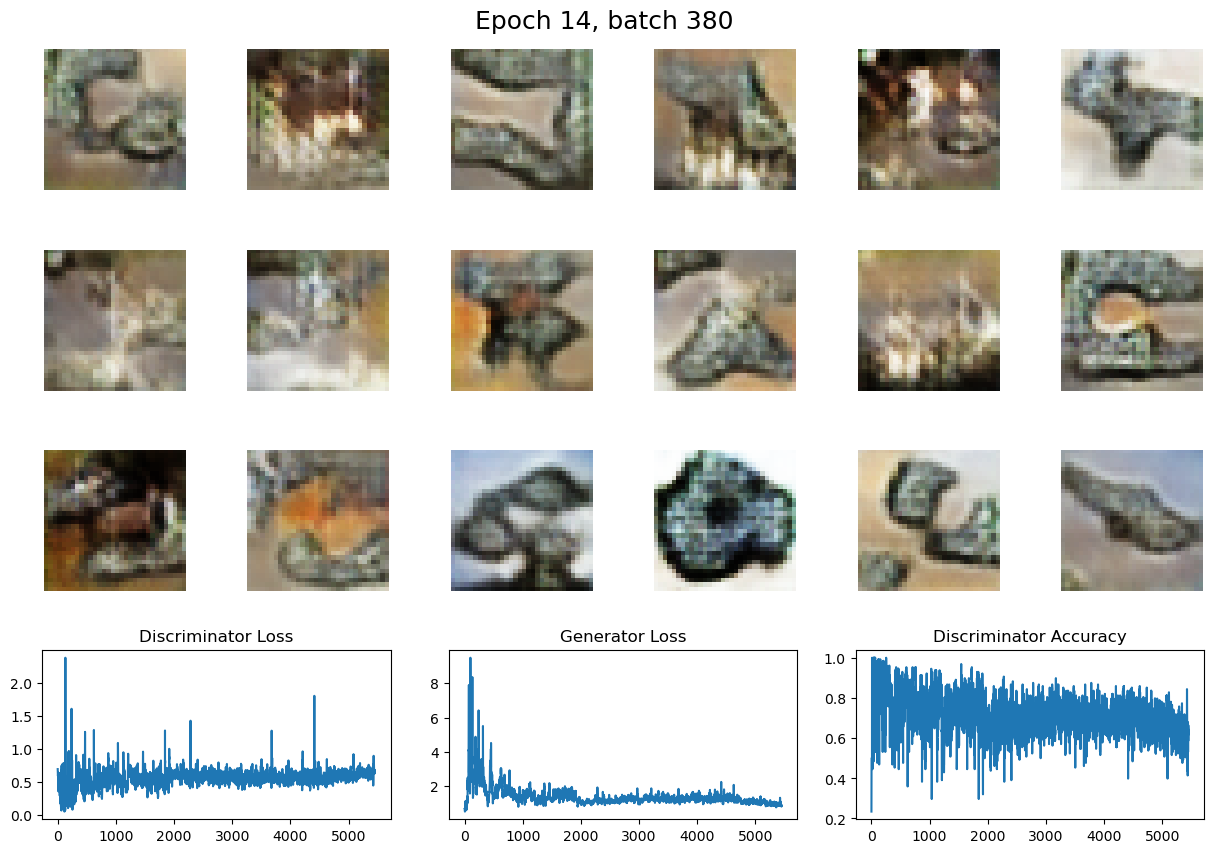 Epoch 14, batch 380
Discriminator Loss
Generator Loss
Discriminator Accuracy
2.0
1.5
1.0
0.5
0.0
0 1000 2000 3000 4000 5000
8
6
4
2
0 1000 2000 3000 4000 5000
1.0
0.8
0.6
0.4
0.2
0 1000 2000 3000 4000 5000